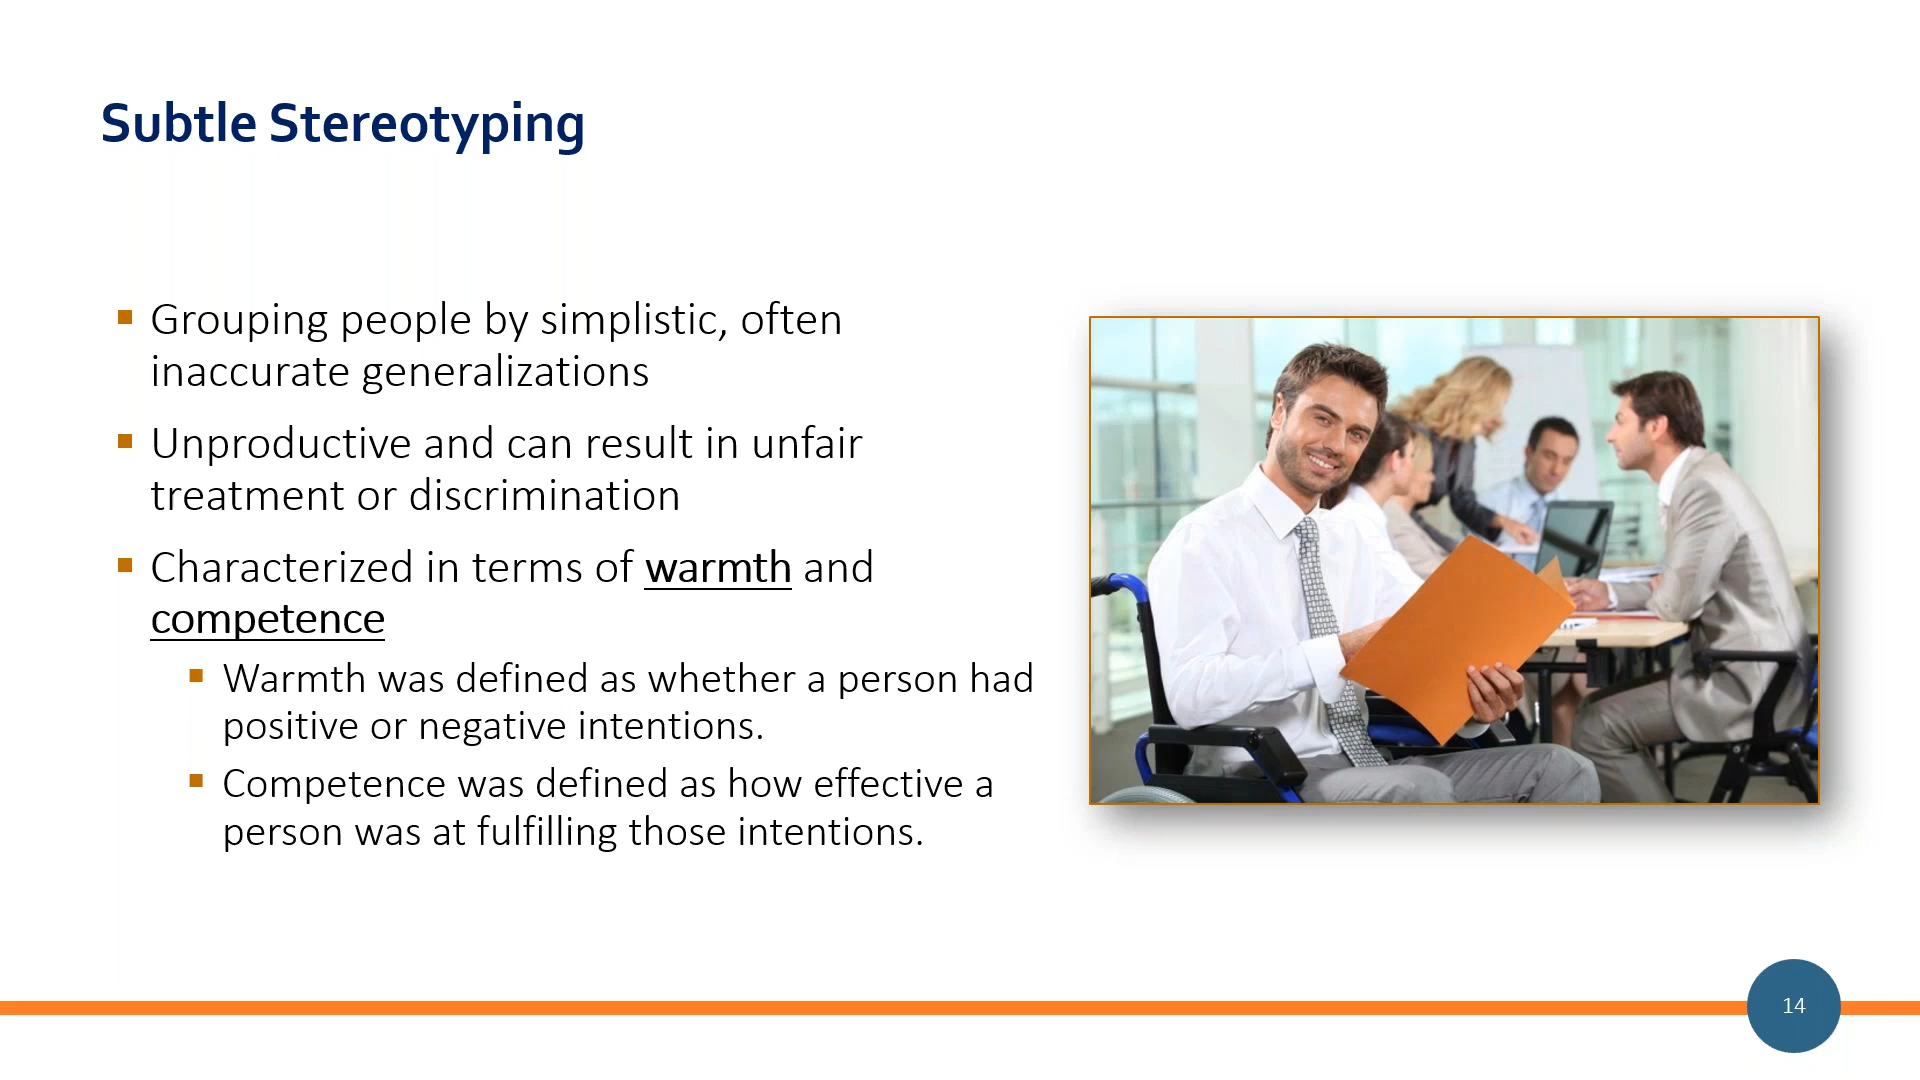 Subtle Stereotyping
Grouping people by simplistic, often
inaccurate generalizations
Unproductive and can result in unfair
treatment or discrimination
Characterized in terms of warmth and
competence
Warmth was defined as whether a person had
positive or negative intentions.
Competence was defined as how effective a
person was at fulfilling those intentions.
14